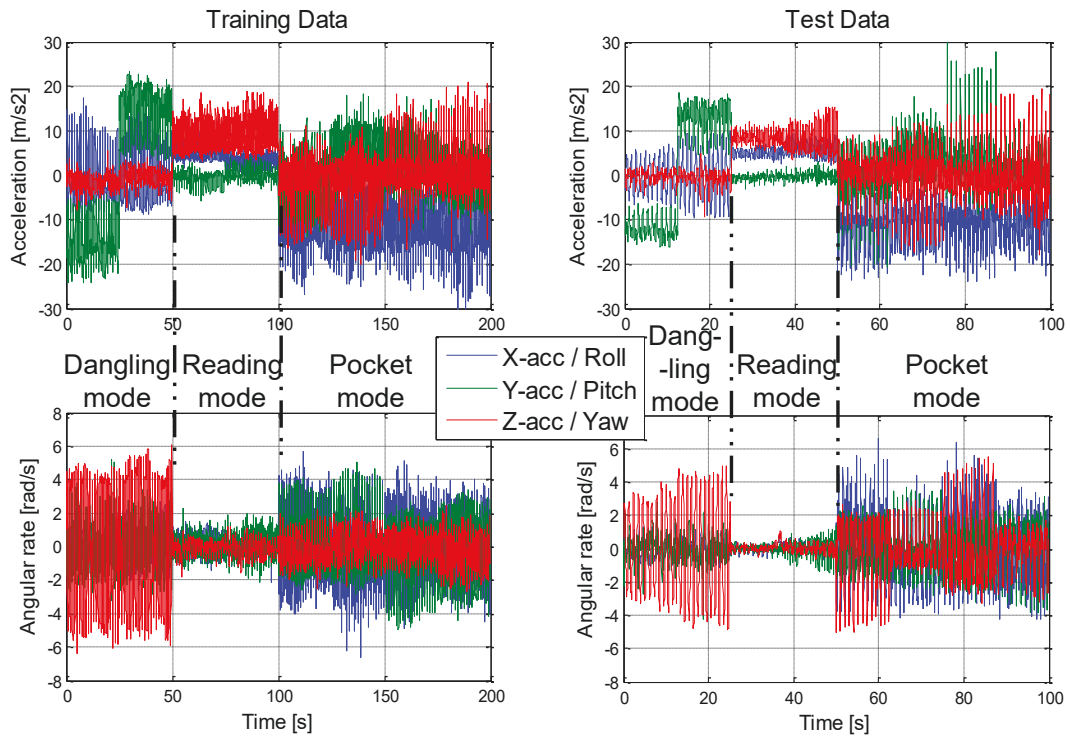 Training Data
Test Data
Acceleration [m/s2]
30
20
10
0
-10
-20
-30
0
50
100
150
200
Acceleration [m/s2]
30
20
10
0
-10
-20
-30
0
20
40
60
80
100
Dangling
mode
Reading
mode
Pocket
mode
X-acc / Roll
Y-acc / Pitch
Z-acc / Yaw
Dang-
-ling
mode
Reading
mode
Pocket
mode
Angular rate [rad/s]
8
6
4
2
0
-2
-4
-6
-8
0
50
100
150
200
Time [s]
Angular rate [rad/s]
8
6
4
2
0
-2
-4
-6
-8
0
20
40
60
80
100
Time [s]